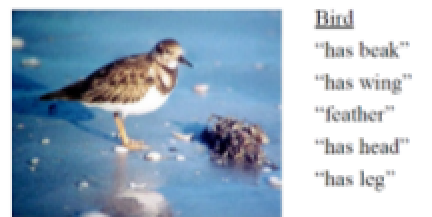 Bird
“has beak”
“has wing”
“feather”
“has head”
“has leg”